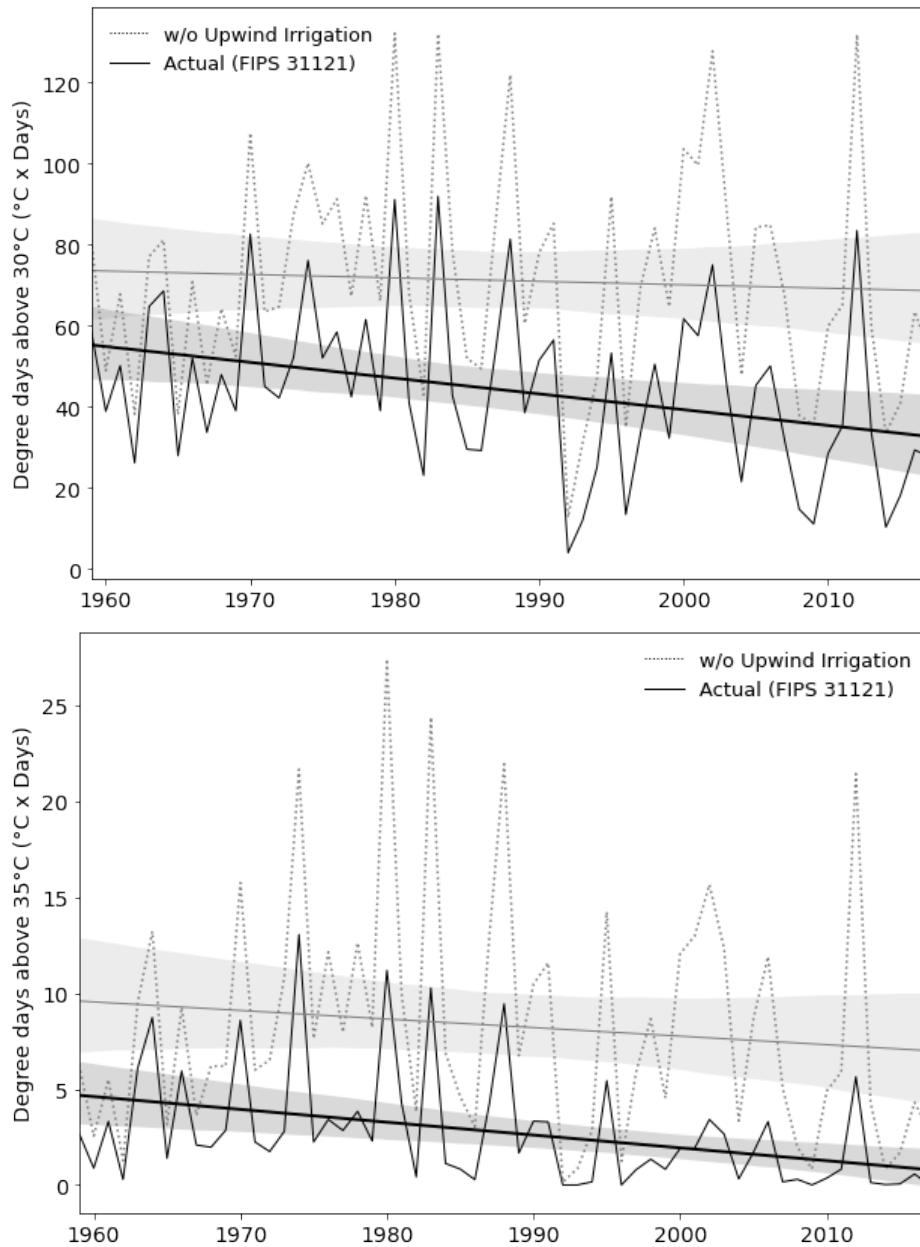 w/o Upwind Irrigation
Actual (FIPS 31121)
Degree days above 30°C (°C x Days)
120
100
80
60
40
20
0
1960 1970 1980 1990 2000 2010
w/o Upwind Irrigation
Actual (FIPS 31121)
Degree days above 35°C (°C x Days)
25
20
15
10
5
0
1960 1970 1980 1990 2000 2010